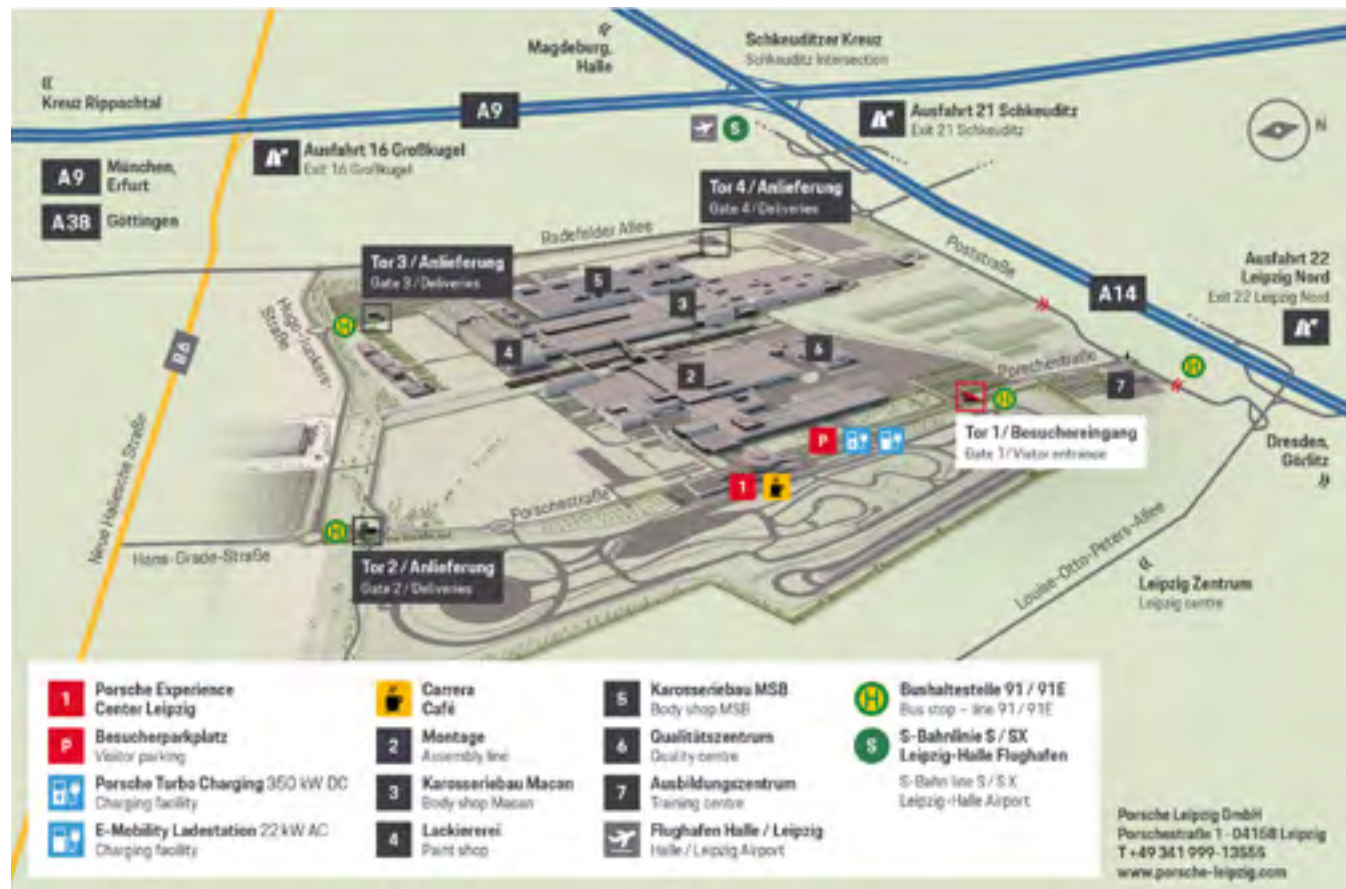 Magdeburg,
Halle
Schkeuditzer Kreuz
Schkeuditz Intersection
Kreuz Rippachtal
A9
Ausfahrt 21 Schkeuditz
Exit 21 Schkeuditz
N
S
Ausfahrt 16 Großkugel
Exit 16 Großkugel
A9
München,
Erfurt
A38
Göttingen
Tor 4 / Anlieferung
Gate 4 / Deliveries
Radefelder Allee
Tor 3 / Anlieferung
Gate 3 / Deliveries
Poststraße
Ausfahrt 22
Leipzig Nord
Exit 22 Leipzig Nord
A14
5
3
Hugo-Junkers-
Straße
H
B6
4
6
2
Porschestraße
7
H
H
Tor 1 / Besuchereingang
Gate 1 / Visitor entrance
Dresden,
Görlitz
P
1
Porschestraße
Neue Hallesche Straße
H
Hans-Grade-Straße
Tor 2 / Anlieferung
Gate 2 / Deliveries
Louise-Otto-Peters-Allee
Leipzig Zentrum
Leipzig centre
1
Porsche Experience
Center Leipzig
P
Besucherparkplatz
Visitor parking
Porsche Turbo Charging 350 kW DC
Charging facility
E-Mobility Ladestation 22 kW AC
Charging facility
Carrera
Café
2
Montage
Assembly line
3
Karosseriebau Macan
Body shop Macan
4
Lackiererei
Paint shop
5
Karosseriebau MSB
Body shop MSB
6
Qualitätszentrum
Quality centre
7
Ausbildungszentrum
Training centre
Flughafen Halle / Leipzig
Halle / Leipzig Airport
H
Bushaltestelle 91 / 91E
Bus stop – line 91 / 91E
S
S-Bahnlinie S / SX
Leipzig-Halle Flughafen
S-Bahn line S / S X
Leipzig-Halle Airport
Porsche Leipzig GmbH
Porschestraße 1 · 04158 Leipzig
T +49 341 999-13555
www.porsche-leipzig.com